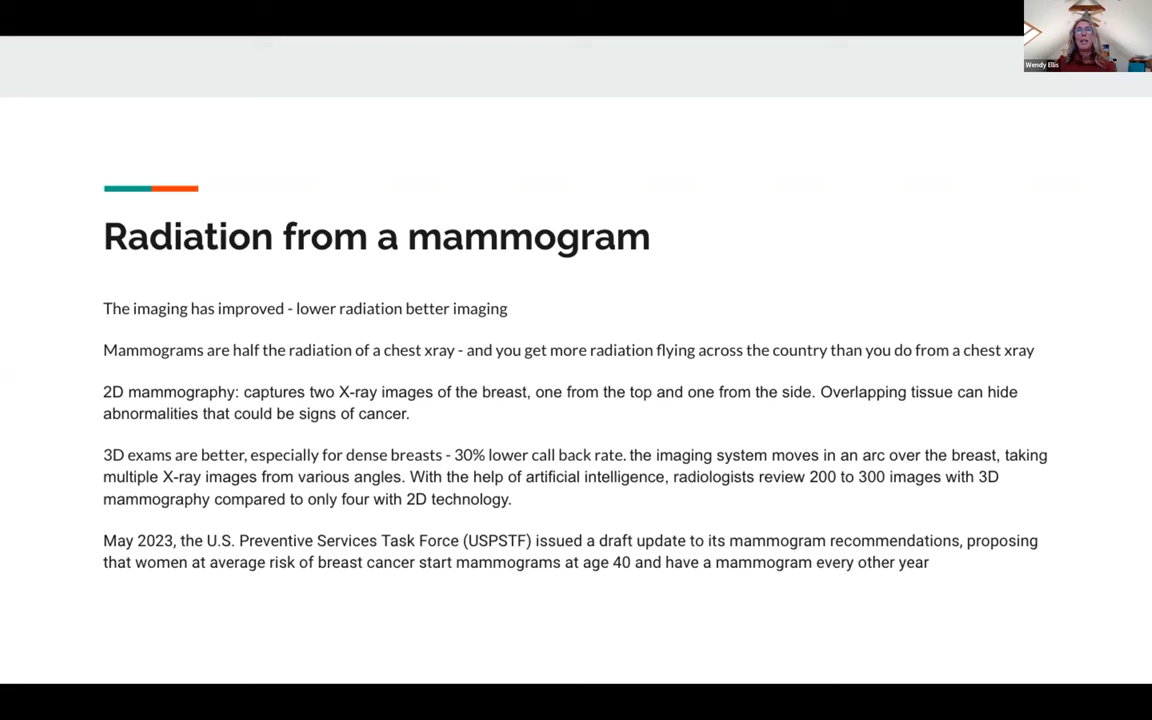 Wendy Ellis
Radiation from a mammogram
The imaging has improved - lower radiation better imaging
Mammograms are half the radiation of a chest xray - and you get more radiation flying across the country than you do from a chest xray
2D mammography: captures two X-ray images of the breast, one from the top and one from the side. Overlapping tissue can hide
abnormalities that could be signs of cancer.
3D exams are better, especially for dense breasts - 30% lower call back rate. the imaging system moves in an arc over the breast, taking
multiple X-ray images from various angles. With the help of artificial intelligence, radiologists review 200 to 300 images with 3D
mammography compared to only four with 2D technology.
May 2023, the U.S. Preventive Services Task Force (USPSTF) issued a draft update to its mammogram recommendations, proposing
that women at average risk of breast cancer start mammograms at age 40 and have a mammogram every other year